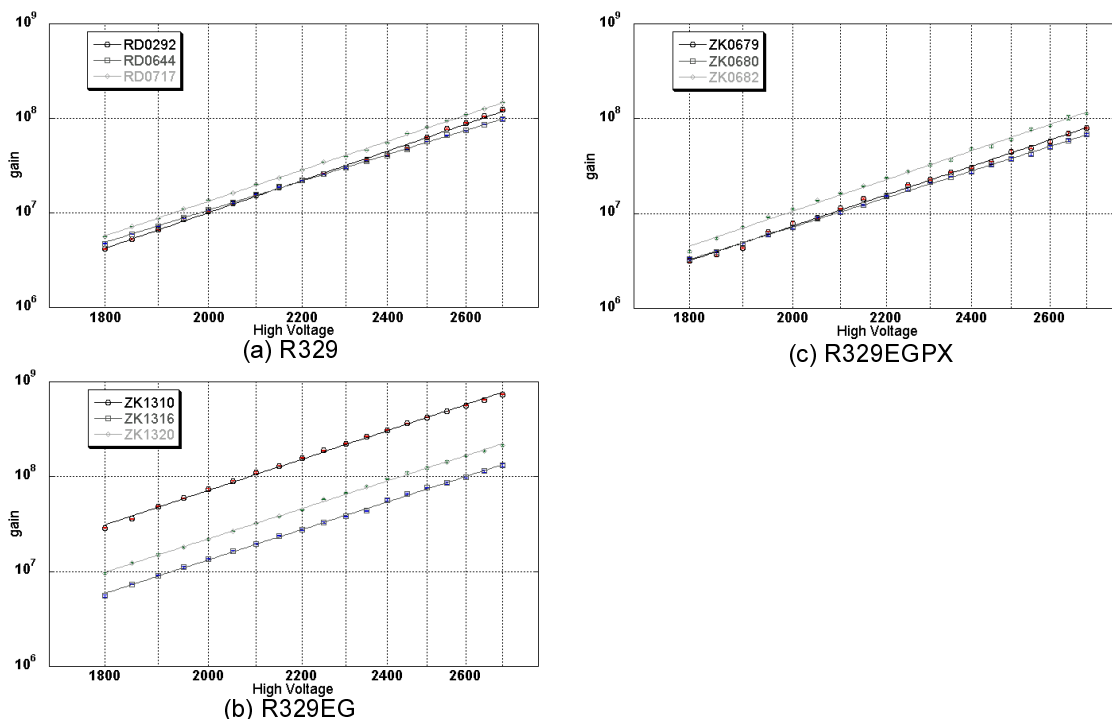 10⁹
10⁸
10⁷
10⁶
gain
RD0292
RD0644
RD0717
1800 2000 2200 2400 2600
High Voltage
(a) R329
10⁹
10⁸
10⁷
10⁶
gain
ZK0679
ZK0680
ZK0682
1800 2000 2200 2400 2600
High Voltage
(c) R329EGPX
10⁹
10⁸
10⁷
10⁶
gain
ZK1310
ZK1316
ZK1320
1800 2000 2200 2400 2600
High Voltage
(b) R329EG